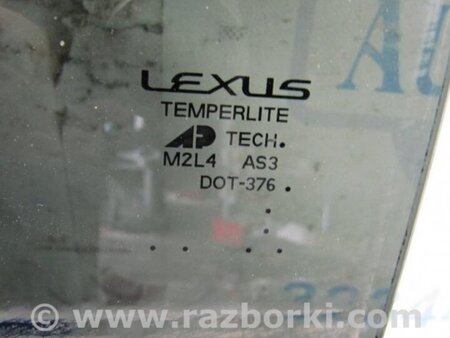 LEXUS
TEMPERLITE
AP TECH.
M2L4 AS3
DOT-376
www.razborki.com